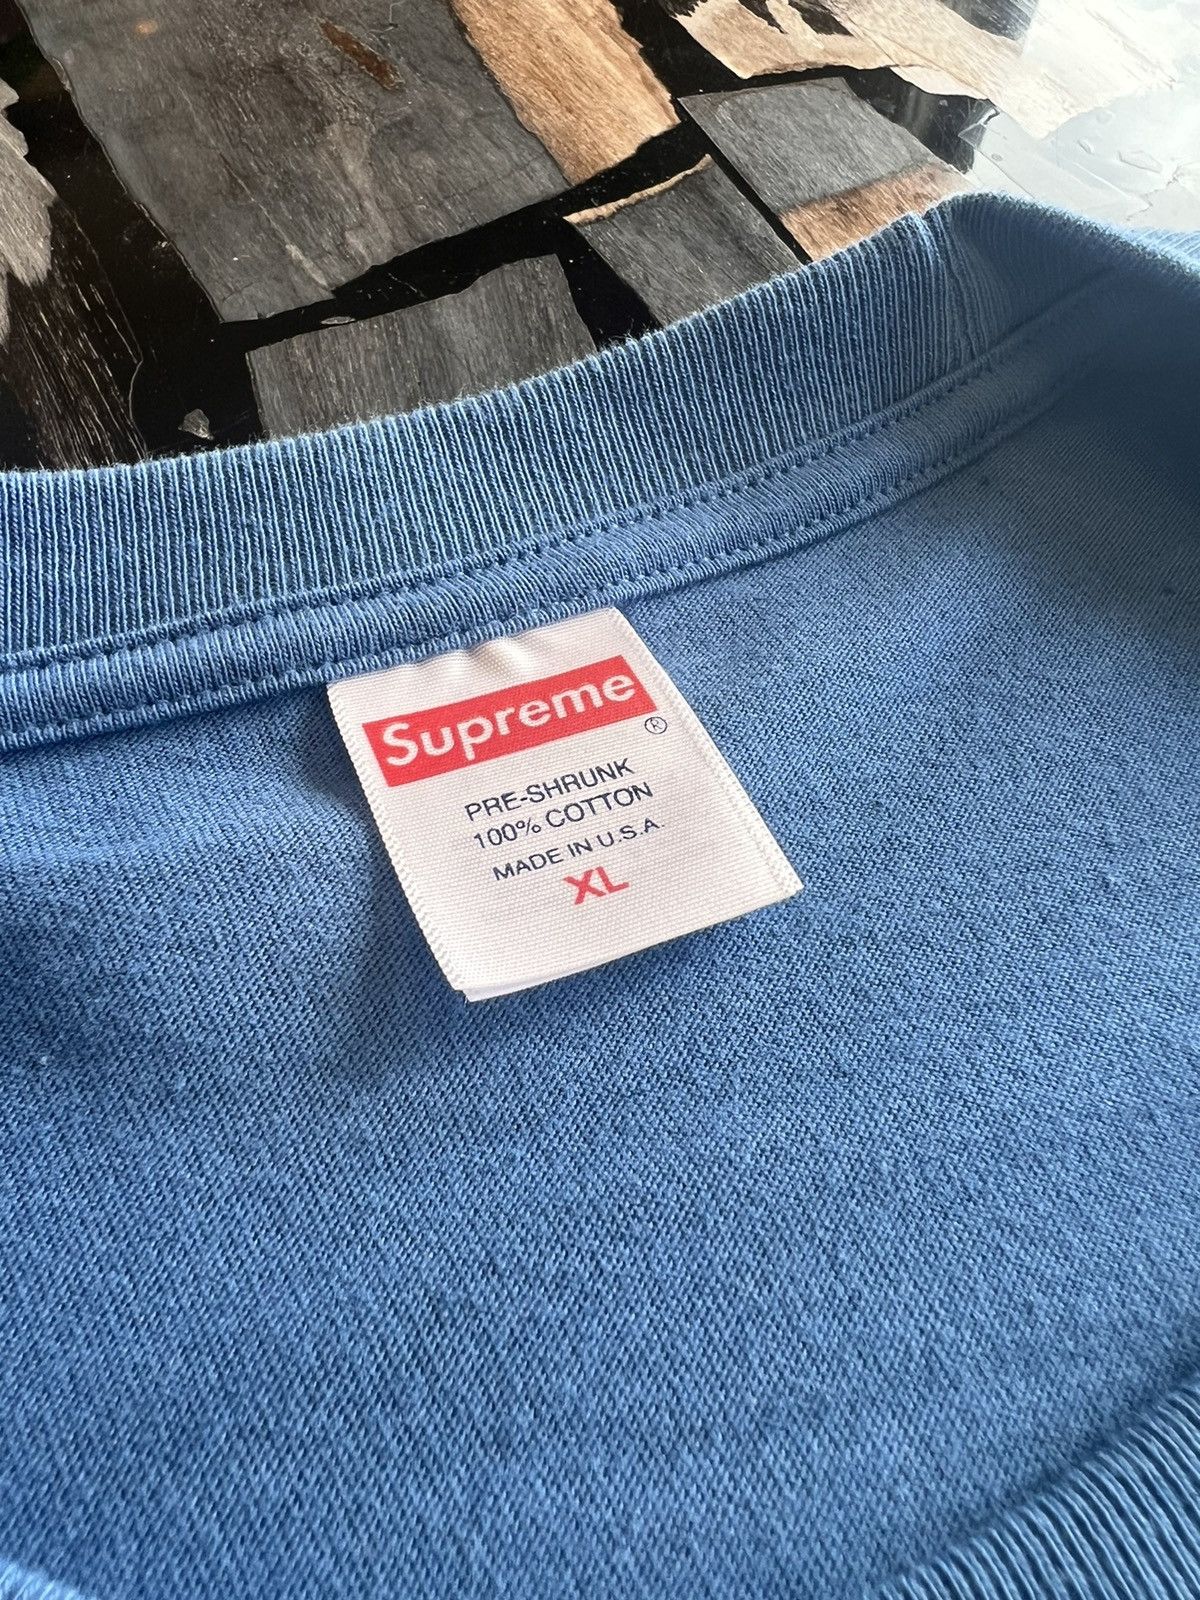 Supreme
®
PRE-SHRUNK
100% COTTON
MADE IN U.S.A.
XL